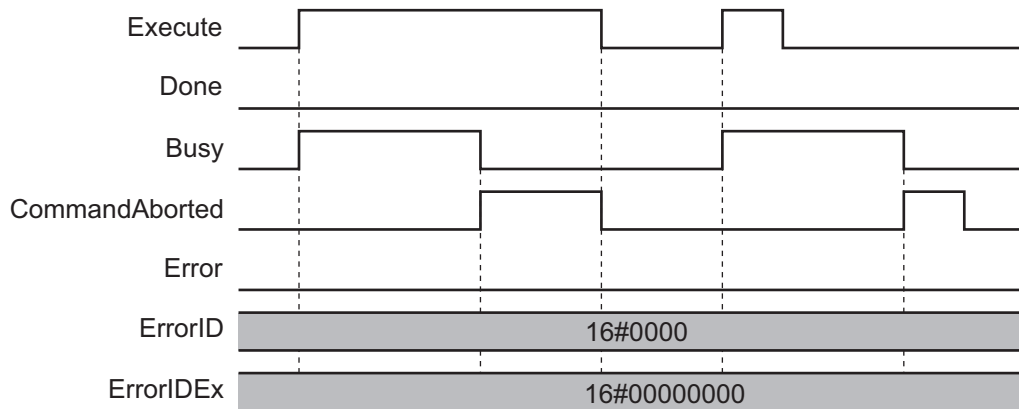 Execute
Done
Busy
CommandAborted
Error
ErrorID
16#0000
ErrorIDEx
16#00000000